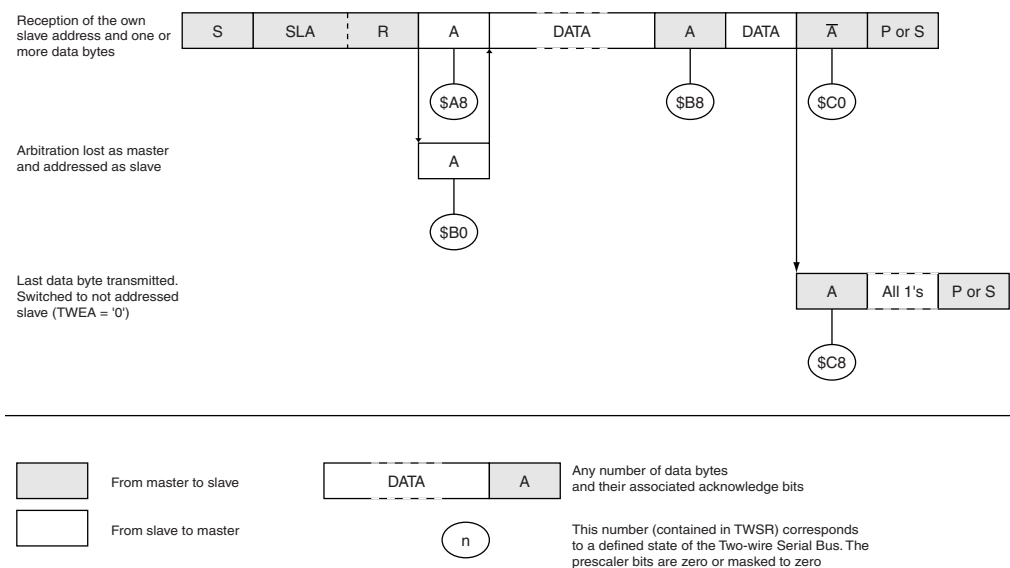 Reception of the own
slave address and one or
more data bytes
S SLA R A DATA A DATA A̅ P or S
$A8 $B8 $C0
Arbitration lost as master
and addressed as slave
A
$B0
Last data byte transmitted.
Switched to not addressed
slave (TWEA = '0')
A All 1's P or S
$C8
From master to slave
DATA A
Any number of data bytes
and their associated acknowledge bits
From slave to master
n
This number (contained in TWSR) corresponds
to a defined state of the Two-wire Serial Bus. The
prescaler bits are zero or masked to zero